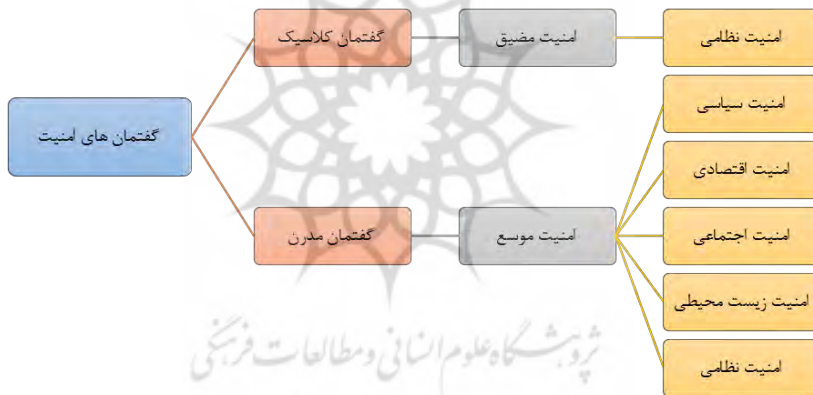 گفتمان های امنیت
گفتمان کلاسیک
امنیت مضیق
امنیت نظامی
گفتمان مدرن
امنیت موسع
امنیت سیاسی
امنیت اقتصادی
امنیت اجتماعی
امنیت زیست محیطی
امنیت نظامی
پژوهشگاه علوم انسانی و مطالعات فرهنگی